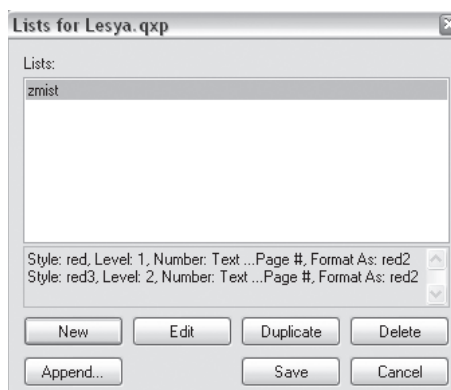 Lists for Lesya.qxp
Lists:
zmist
Style: red, Level: 1, Number: Text ...Page #, Format As: red2
Style: red3, Level: 2, Number: Text ...Page #, Format As: red2
New Edit Duplicate Delete
Append... Save Cancel